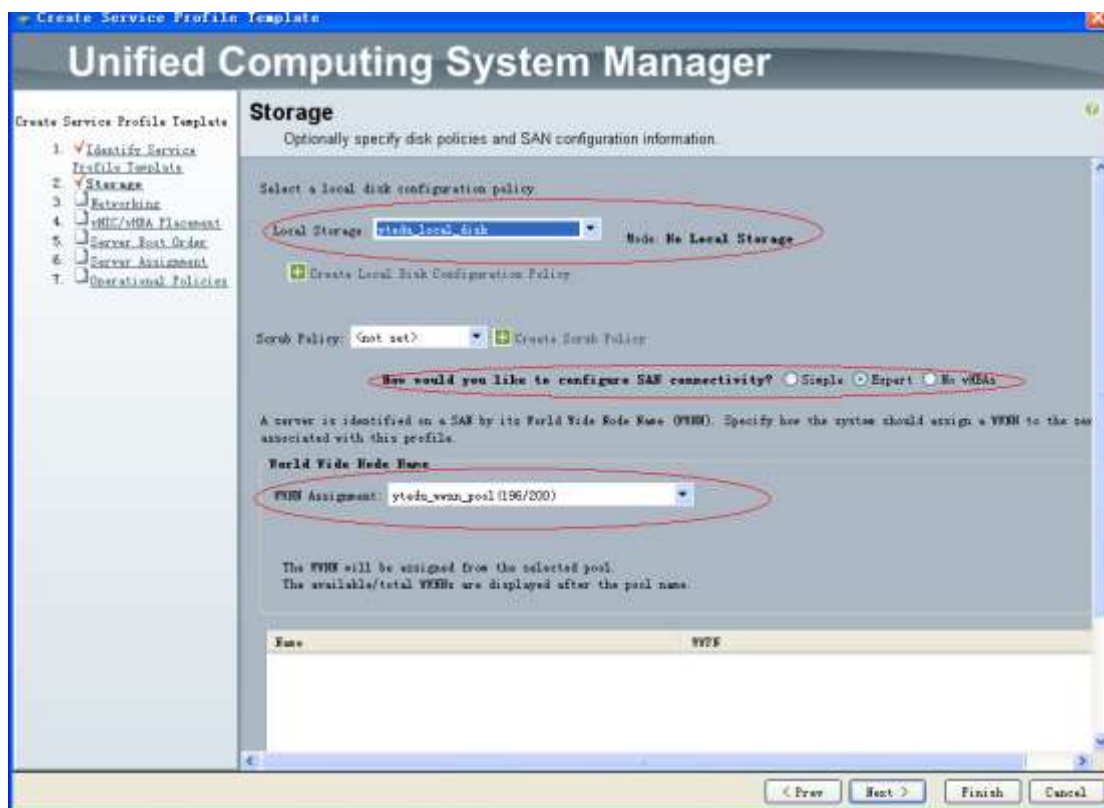 Create Service Profile Template
Unified Computing System Manager
Create Service Profile Template
1. Identify Service
Profile Template
2. Storage
3. Networking
4. vNIC/vHBA Placement
5. Server Boot Order
6. Server Assignment
7. Operational Policies
Storage
Optionally specify disk policies and SAN configuration information.
Select a local disk configuration policy.
Local Storage: ytedu_local_disk
Mode: No Local Storage
Create Local Disk Configuration Policy
Scrub Policy: <not set> Create Scrub Policy
How would you like to configure SAN connectivity? Simple Expert No vHBAs
A server is identified on a SAN by its World Wide Node Name (WWNN). Specify how the system should assign a WWNN to the
associated with this profile.
World Wide Node Name
WWNN Assignment: ytedu_wwnn_pool(196/200)
The WWNN will be assigned from the selected pool.
The available/total WWNNs are displayed after the pool name.
Name WWPN
< Prev Next > Finish Cancel